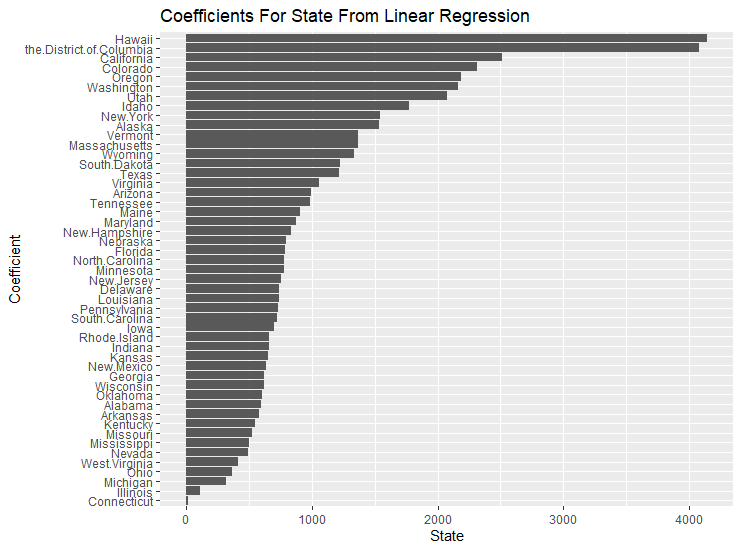 Coefficients For State From Linear Regression
Hawaii
the.District.of.Columbia
California
Colorado
Oregon
Washington
Utah
Idaho
New.York
Alaska
Vermont
Massachusetts
Wyoming
South.Dakota
Texas
Virginia
Arizona
Tennessee
Maine
Maryland
New.Hampshire
Nebraska
Florida
North.Carolina
Minnesota
New.Jersey
Delaware
Louisiana
Pennsylvania
South.Carolina
Iowa
Rhode.Island
Indiana
Kansas
New.Mexico
Georgia
Wisconsin
Oklahoma
Alabama
Arkansas
Kentucky
Missouri
Mississippi
Nevada
West.Virginia
Ohio
Michigan
Illinois
Connecticut
Coefficient
0 1000 2000 3000 4000
State